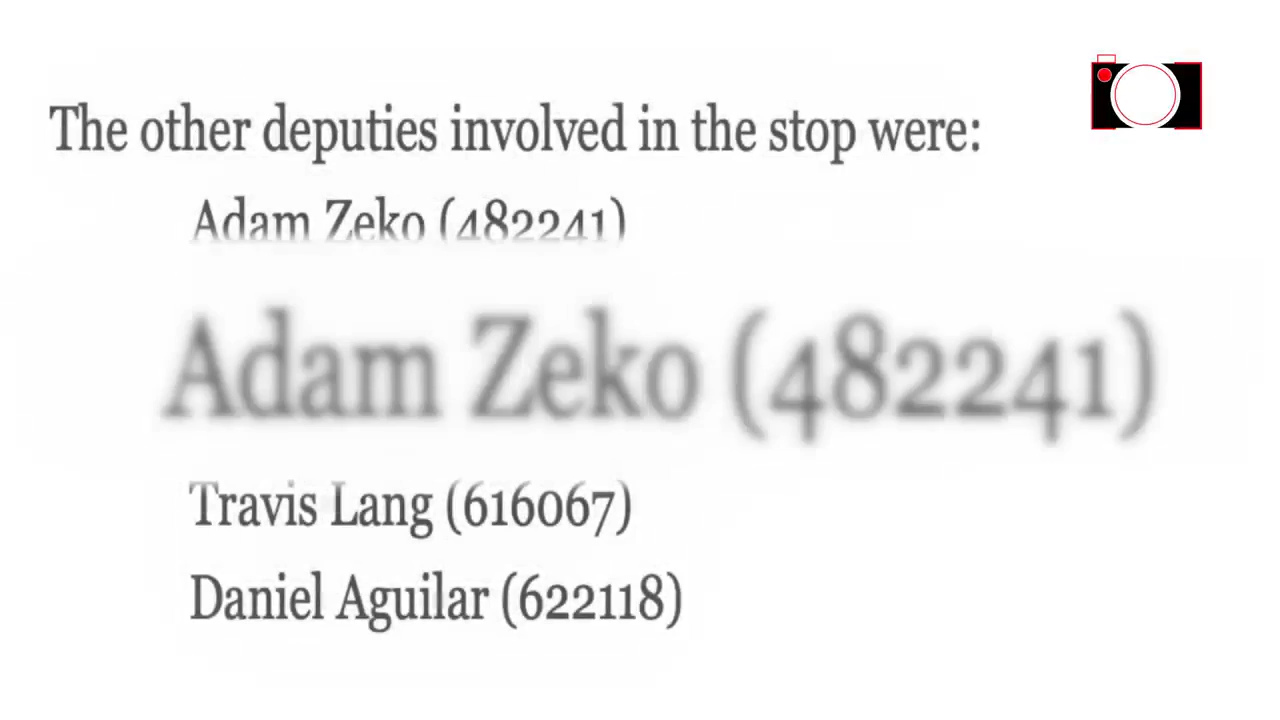 The other deputies involved in the stop were:
Adam Zeko (482241)
Adam Zeko (482241)
Travis Lang (616067)
Daniel Aguilar (622118)